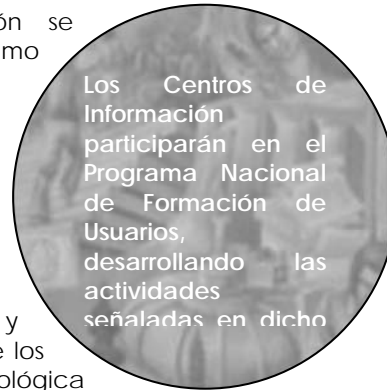 ón se
mo
Los Centros de
Información
participarán en el
Programa Nacional
de Formación de
Usuarios,
desarrollando las
actividades
señaladas en dicho
y
e los
ológica